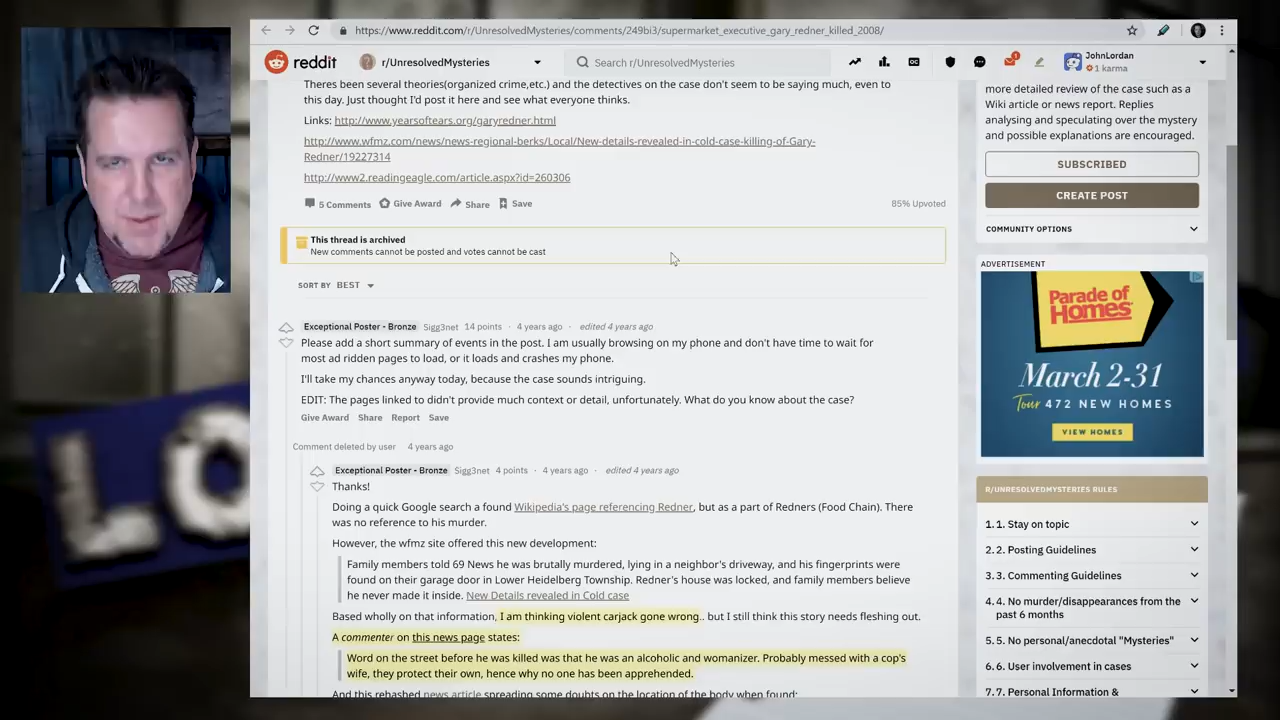 https://www.reddit.com/r/UnresolvedMysteries/comments/249bi3/supermarket_executive_gary_redner_killed_2008/
reddit
r/UnresolvedMysteries
Search r/UnresolvedMysteries
JohnLordan
1 karma
Theres been several theories(organized crime,etc.) and the detectives on the case don't seem to be saying much, even to
this day. Just thought I'd post it here and see what everyone thinks.
Links: http://www.yearsoftears.org/garyredner.html
http://www.wfmz.com/news/news-regional-berks/Local/New-details-revealed-in-cold-case-killing-of-Gary-
Redner/19227314
http://www2.readingeagle.com/article.aspx?id=260306
5 Comments Give Award Share Save
85% Upvoted
This thread is archived
New comments cannot be posted and votes cannot be cast
SORT BY BEST
Exceptional Poster - Bronze Sigg3net 14 points · 4 years ago · edited 4 years ago
Please add a short summary of events in the post. I am usually browsing on my phone and don't have time to wait for
most ad ridden pages to load, or it loads and crashes my phone.
I'll take my chances anyway today, because the case sounds intriguing.
EDIT: The pages linked to didn't provide much context or detail, unfortunately. What do you know about the case?
Give Award Share Report Save
Comment deleted by user 4 years ago
Exceptional Poster - Bronze Sigg3net 4 points · 4 years ago · edited 4 years ago
Thanks!
Doing a quick Google search a found Wikipedia's page referencing Redner, but as a part of Redners (Food Chain). There
was no reference to his murder.
However, the wfmz site offered this new development:
Family members told 69 News he was brutally murdered, lying in a neighbor's driveway, and his fingerprints were
found on their garage door in Lower Heidelberg Township. Redner's house was locked, and family members believe
he never made it inside. New Details revealed in Cold case
Based wholly on that information, I am thinking violent carjack gone wrong.. but I still think this story needs fleshing out.
A commenter on this news page states:
Word on the street before he was killed was that he was an alcoholic and womanizer. Probably messed with a cop's
wife, they protect their own, hence why no one has been apprehended.
And this rehashed news article spreading some doubts on the location of the body when found:
more detailed review of the case such as a
Wiki article or news report. Replies
analysing and speculating over the mystery
and possible explanations are encouraged.
SUBSCRIBED
CREATE POST
COMMUNITY OPTIONS
ADVERTISEMENT
Parade of
Homes
March 2-31
Tour 472 NEW HOMES
VIEW HOMES
R/UNRESOLVEDMYSTERIES RULES
1. 1. Stay on topic
2. 2. Posting Guidelines
3. 3. Commenting Guidelines
4. 4. No murder/disappearances from the
past 6 months
5. 5. No personal/anecdotal "Mysteries"
6. 6. User involvement in cases
7. 7. Personal Information &
LO